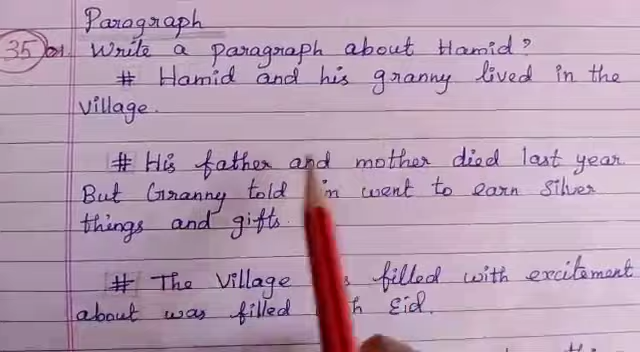 Paragraph
35 Q1. Write a paragraph about Hamid?
# Hamid and his granny lived in the
village.
# His father and mother died last year
But Granny told went to earn Silver
things and gifts.
# The Village filled with excitement
about was filled Eid.